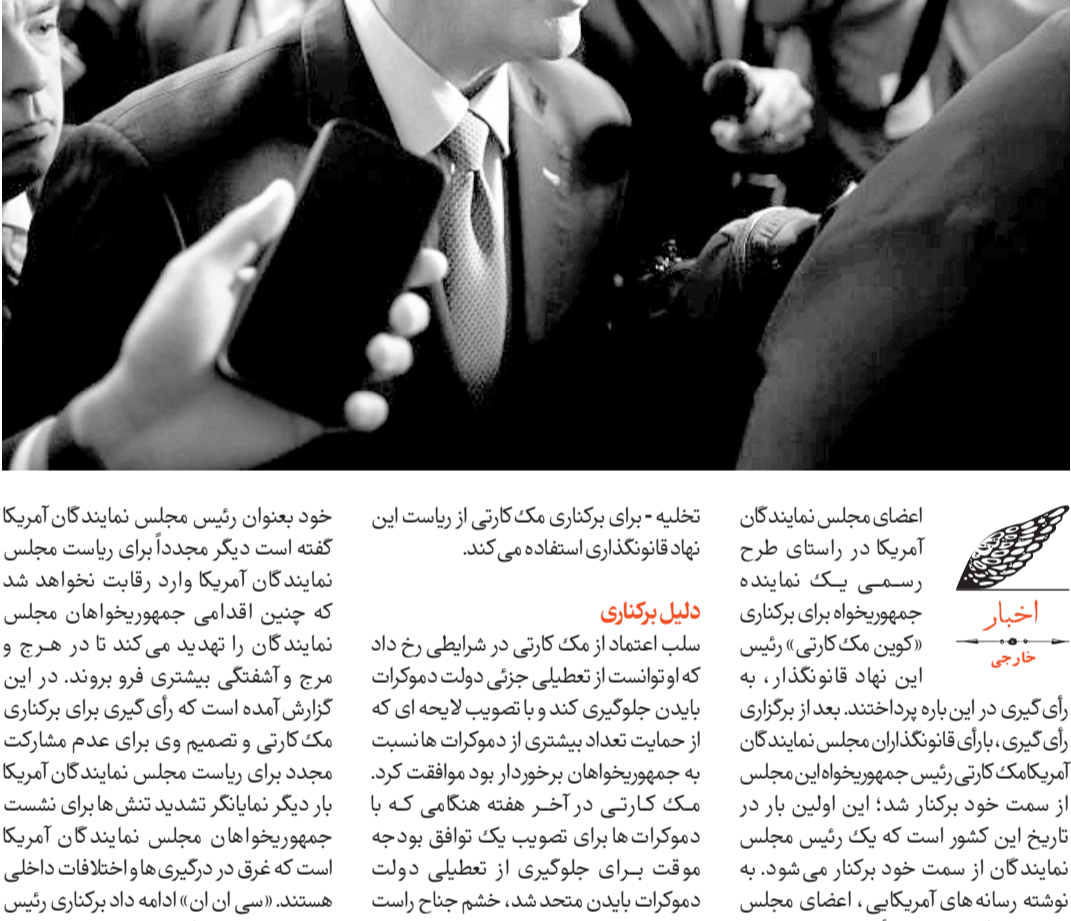 اخبار
خارجی
اعضای مجلس نمایندگان
آمریکا در راستای طرح
رسمی یک نماینده
جمهوریخواه برای برکناری
«کوین مک‌کارتی» رئیس
این نهاد قانونگذار، به
رأی‌گیری در این‌باره پرداختند. بعد از برگزاری
رأی‌گیری، با رأی قانونگذاران مجلس نمایندگان
آمریکا مک‌کارتی رئیس جمهوریخواه این مجلس
از سمت خود برکنار شد؛ این اولین بار در
تاریخ این کشور است که یک رئیس مجلس
نمایندگان از سمت خود برکنار می‌شود. به
نوشته رسانه‌های آمریکایی، اعضای مجلس
تخلیه - برای برکناری مک‌کارتی از ریاست این
نهاد قانونگذاری استفاده می‌کند.
دلیل برکناری
سلب اعتماد از مک کارتی در شرایطی رخ داد
که او توانست از تعطیلی جزئی دولت دموکرات
بایدن جلوگیری کند و با تصویب لایحه ای که
از حمایت تعداد بیشتری از دموکرات ها نسبت
به جمهوریخواهان برخوردار بود موافقت کرد.
مک کارتی در آخر هفته هنگامی که با
دموکرات‌ها برای تصویب یک توافق بودجه
موقت برای جلوگیری از تعطیلی دولت
دموکرات بایدن متحد شد، خشم جناح راست
خود بعنوان رئیس مجلس نمایندگان آمریکا
گفته است دیگر مجدداً برای ریاست مجلس
نمایندگان آمریکا وارد رقابت نخواهد شد
که چنین اقدامی جمهوریخواهان مجلس
نمایندگان را تهدید می‌کند تا در هرج و
مرج و آشفتگی بیشتری فرو بروند. در این
گزارش آمده است که رأی‌گیری برای برکناری
مک‌کارتی و تصمیم وی برای عدم مشارکت
مجدد برای ریاست مجلس نمایندگان آمریکا
بار دیگر نمایانگر تشدید تنش‌ها برای نشست
جمهوریخواهان مجلس نمایندگان آمریکا
است که غرق در درگیری‌ها و اختلافات داخلی
هستند. «سی ان ان» ادامه داد برکناری رئیس